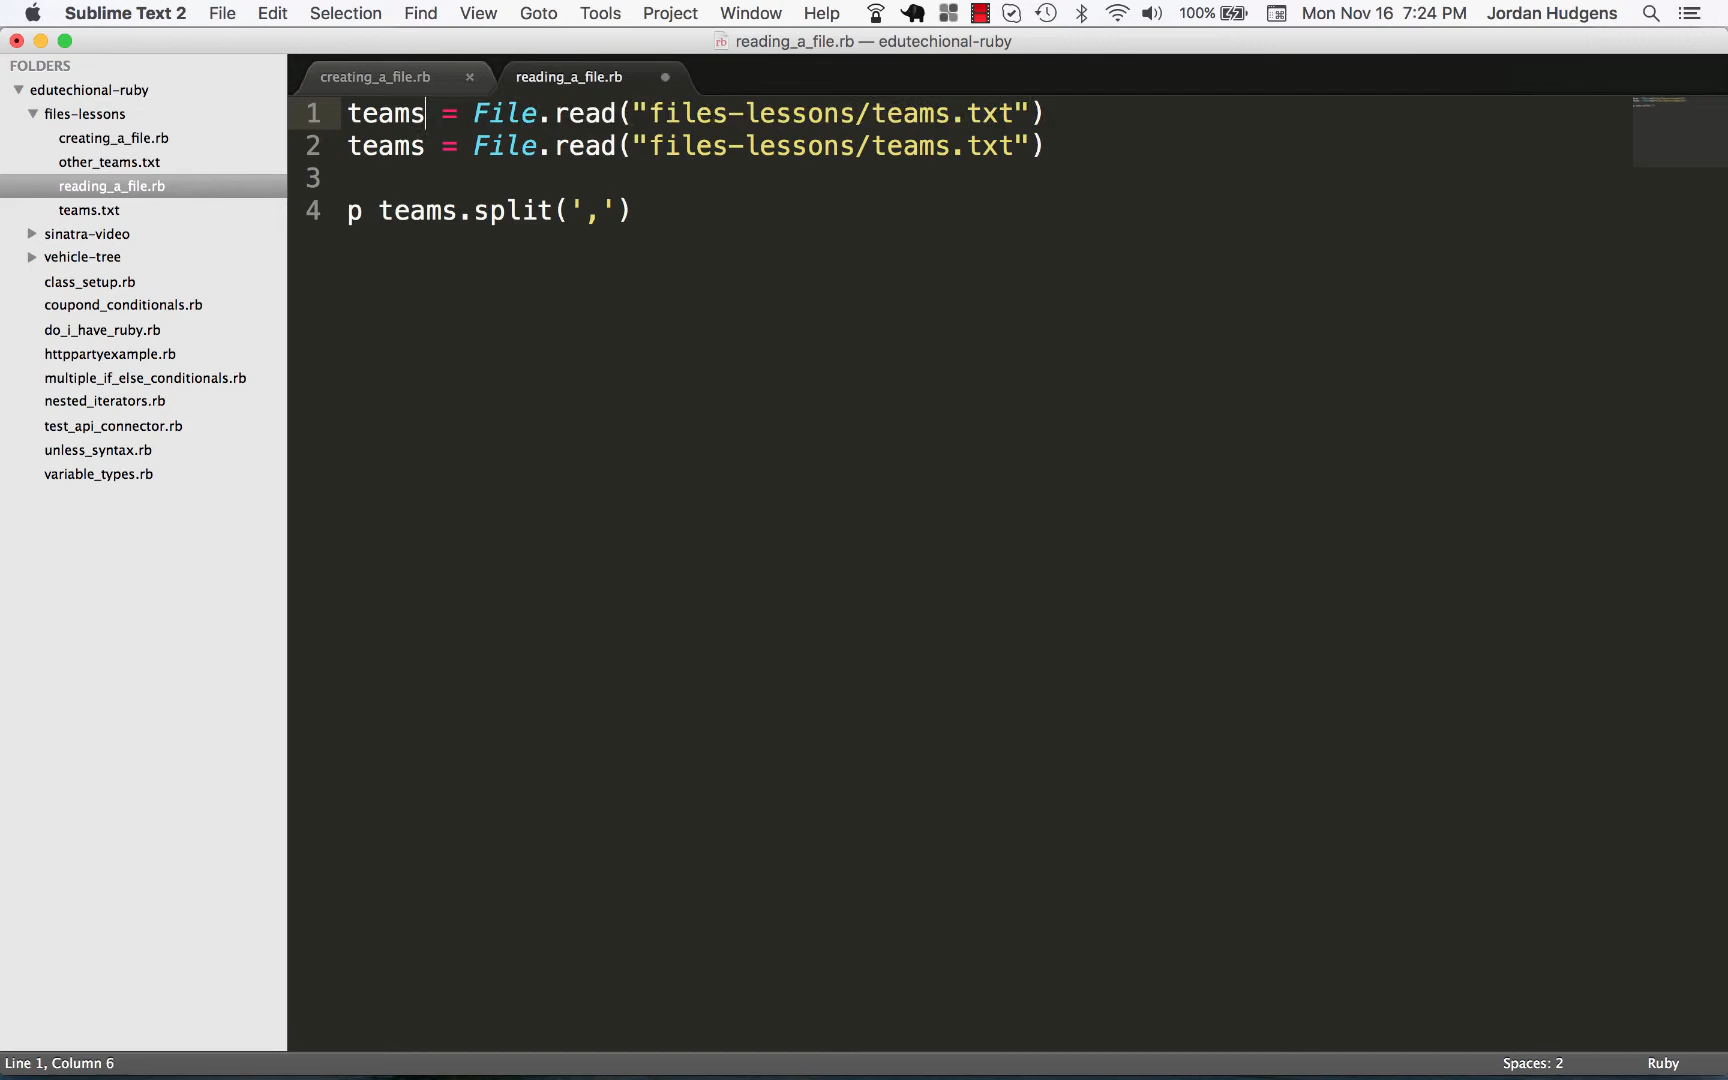 Sublime Text 2 File Edit Selection Find View Goto Tools Project Window Help 100% Mon Nov 16 7:24 PM Jordan Hudgens
reading_a_file.rb — edutechional-ruby
FOLDERS
edutechional-ruby
files-lessons
creating_a_file.rb
other_teams.txt
reading_a_file.rb
teams.txt
sinatra-video
vehicle-tree
class_setup.rb
coupond_conditionals.rb
do_i_have_ruby.rb
httppartyexample.rb
multiple_if_else_conditionals.rb
nested_iterators.rb
test_api_connector.rb
unless_syntax.rb
variable_types.rb
creating_a_file.rb × reading_a_file.rb
1 teams = File.read("files-lessons/teams.txt")
2 teams = File.read("files-lessons/teams.txt")
3
4 p teams.split(',')
Line 1, Column 6 Spaces: 2 Ruby